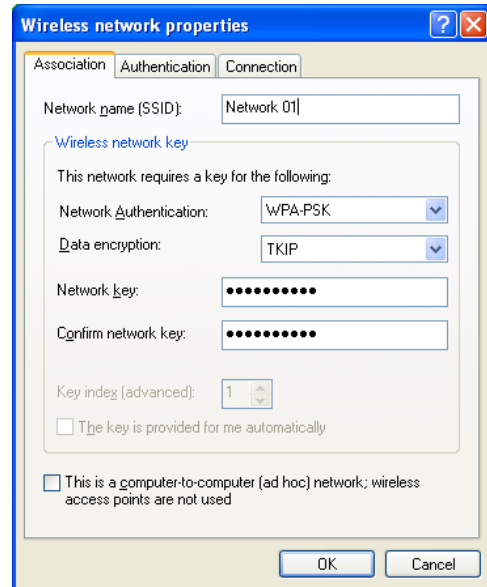 Wireless network properties
Association Authentication Connection
Network name (SSID): Network 01
Wireless network key
This network requires a key for the following:
Network Authentication: WPA-PSK
Data encryption: TKIP
Network key: ●●●●●●●●●●
Confirm network key: ●●●●●●●●●●
Key index (advanced): 1
The key is provided for me automatically
This is a computer-to-computer (ad hoc) network; wireless
access points are not used
OK Cancel